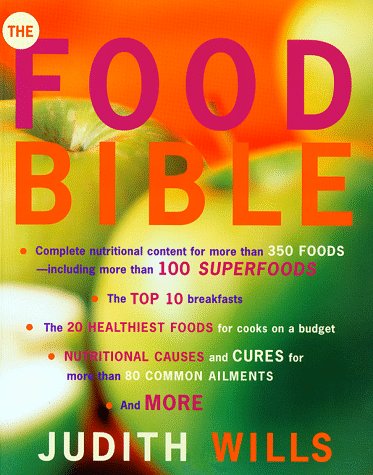 THE
FOOD
BIBLE
• Complete nutritional content for more than 350 FOODS
—including more than 100 SUPERFOODS
• The TOP 10 breakfasts
• The 20 HEALTHIEST FOODS for cooks on a budget
• NUTRITIONAL CAUSES and CURES for
more than 80 COMMON AILMENTS
• And MORE
JUDITH WILLS